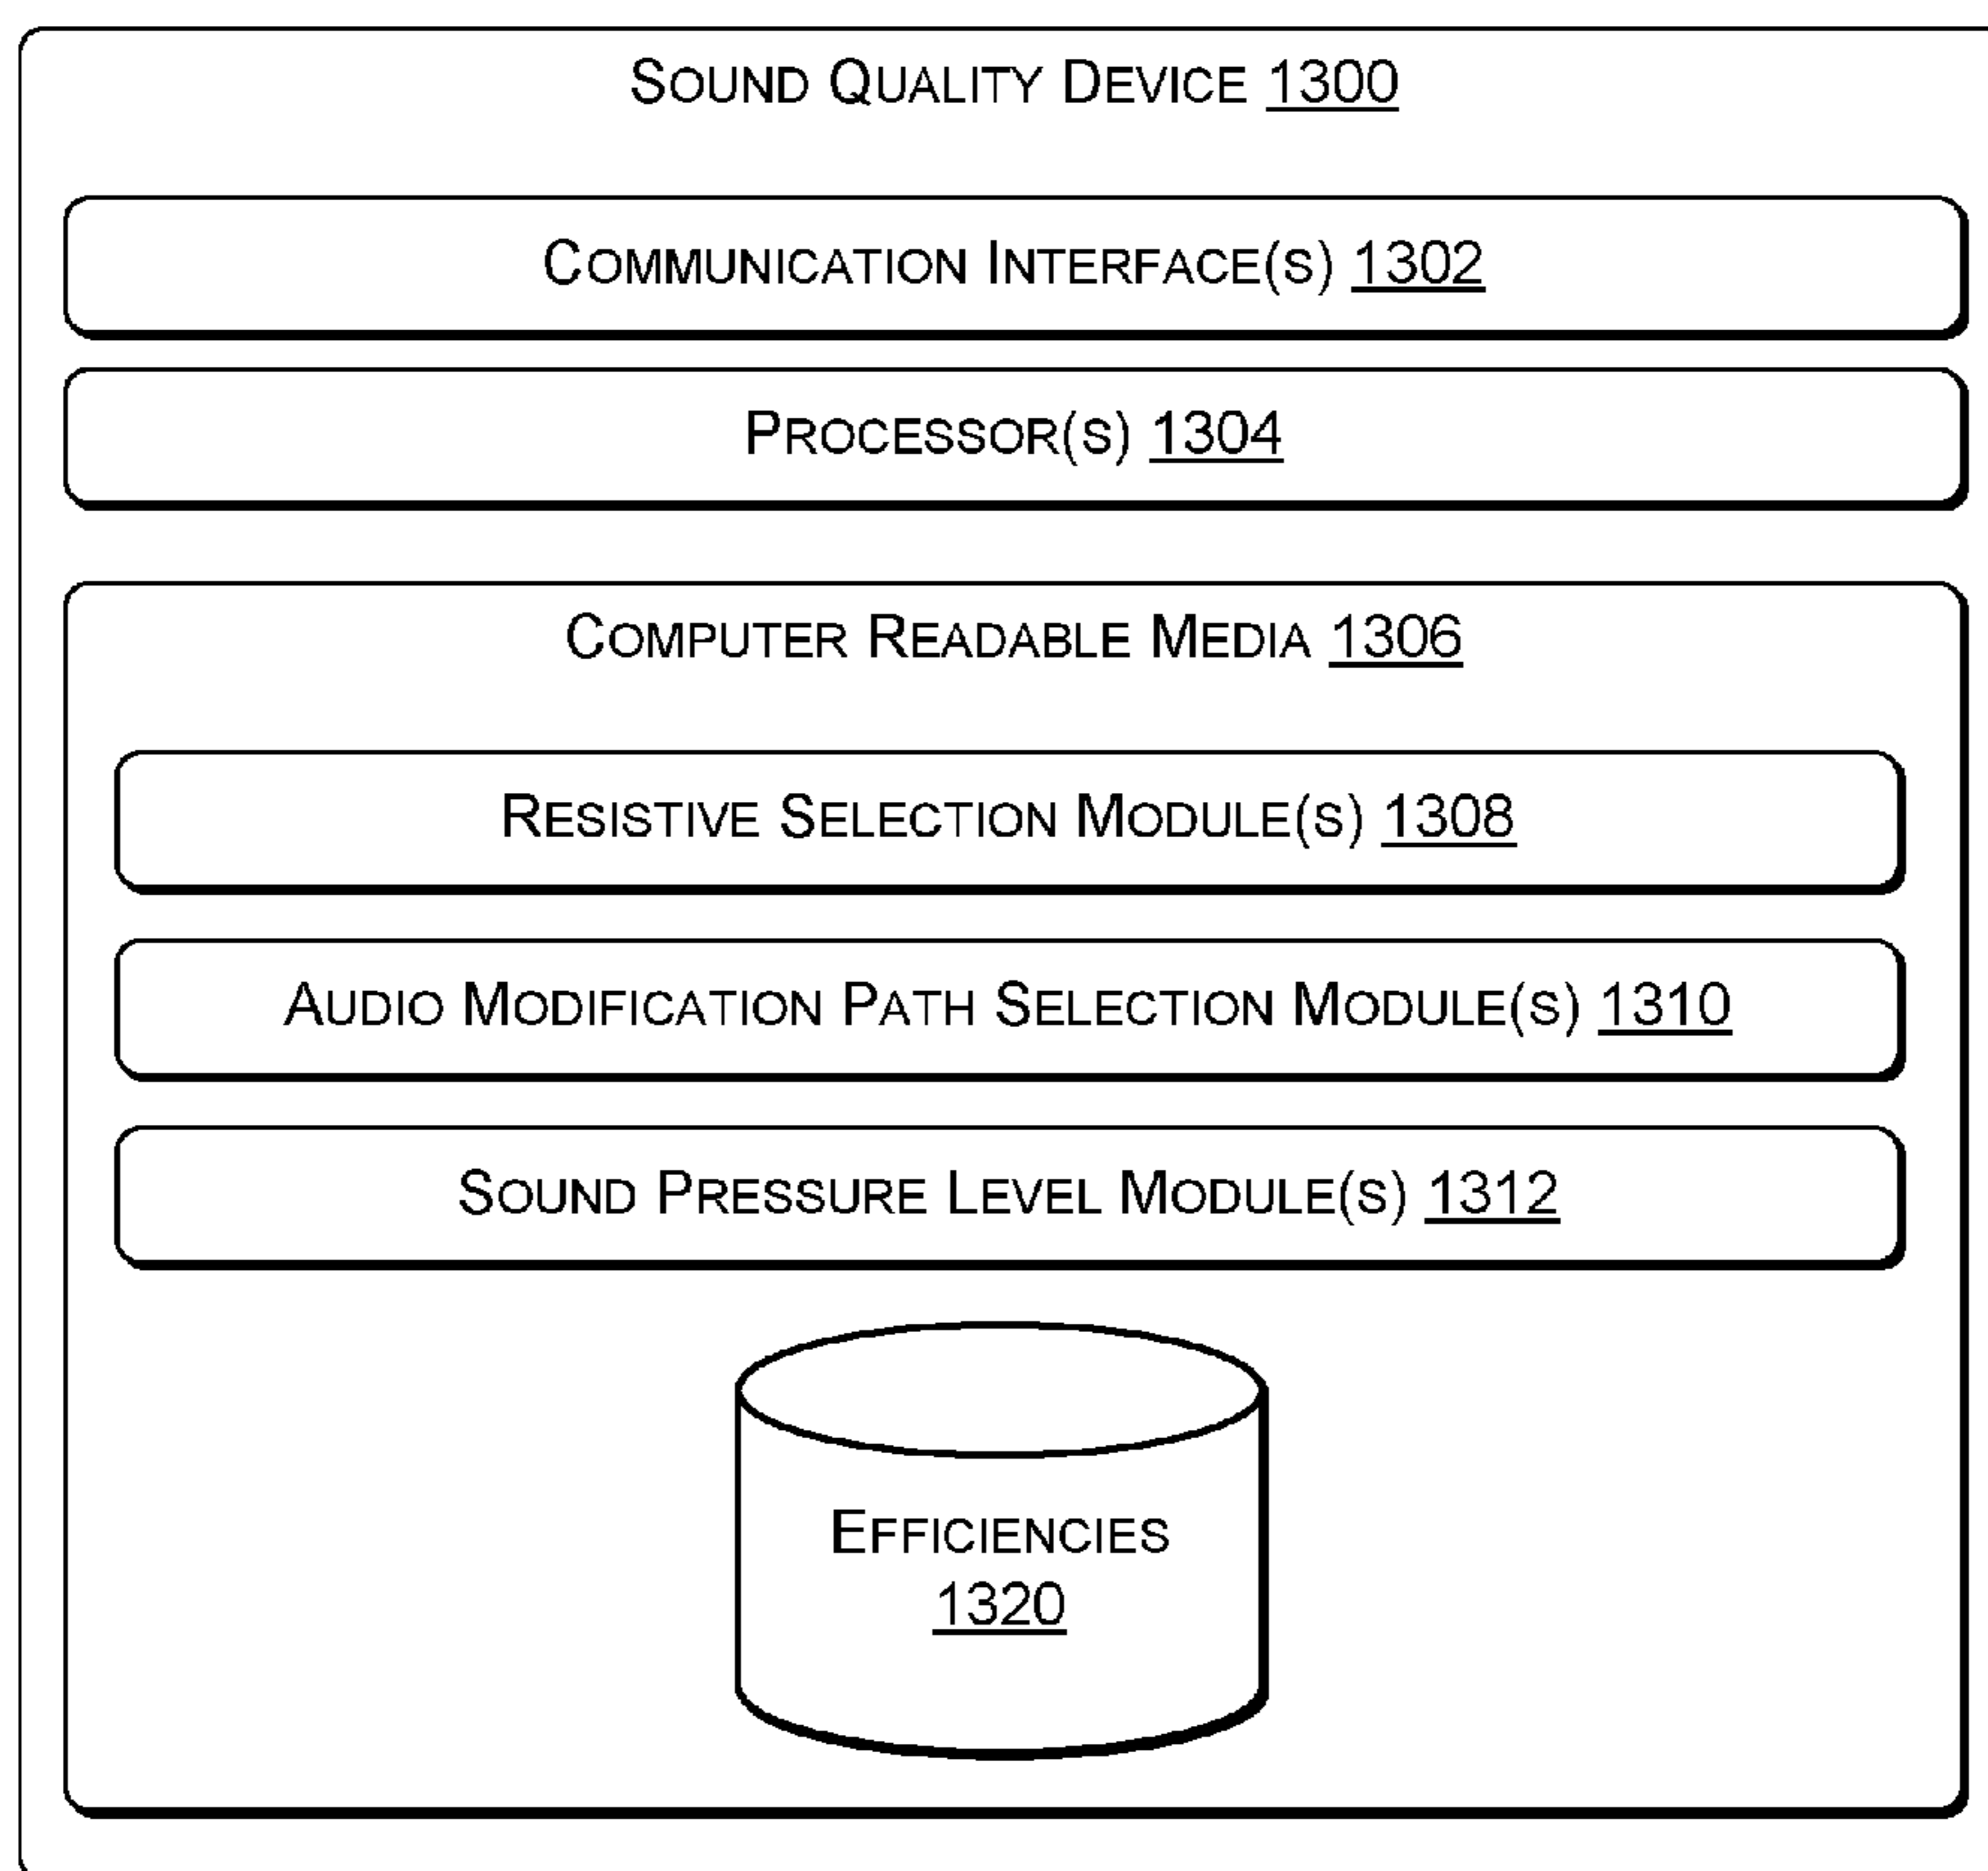 SOUND QUALITY DEVICE 1300
COMMUNICATION INTERFACE(S) 1302
PROCESSOR(S) 1304
COMPUTER READABLE MEDIA 1306
RESISTIVE SELECTION MODULE(S) 1308
AUDIO MODIFICATION PATH SELECTION MODULE(S) 1310
SOUND PRESSURE LEVEL MODULE(S) 1312
EFFICIENCIES
1320